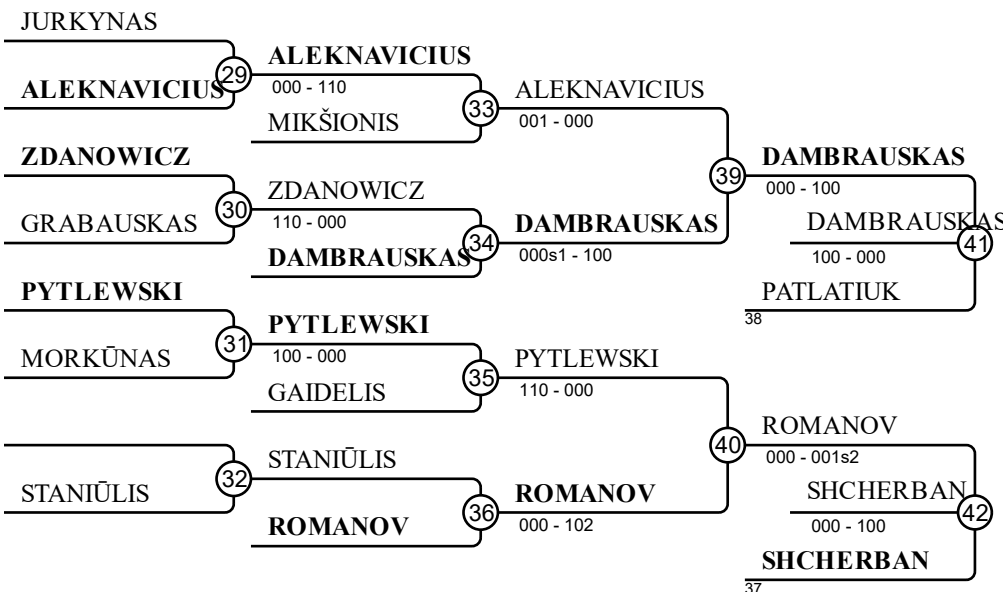 JURKYNAS
29
ALEKNAVICIUS
ALEKNAVICIUS
000 - 110
MIKŠIONIS
33
ALEKNAVICIUS
001 - 000
ZDANOWICZ
30
GRABAUSKAS
ZDANOWICZ
110 - 000
DAMBRAUSKAS
34
DAMBRAUSKAS
000s1 - 100
39
DAMBRAUSKAS
000 - 100
DAMBRAUSKAS
41
100 - 000
PATLATIUK
38
PYTLEWSKI
31
MORKŪNAS
PYTLEWSKI
100 - 000
GAIDELIS
35
PYTLEWSKI
110 - 000
32
STANIŪLIS
STANIŪLIS
ROMANOV
36
ROMANOV
000 - 102
40
ROMANOV
000 - 001s2
SHCHERBAN
42
000 - 100
SHCHERBAN
37